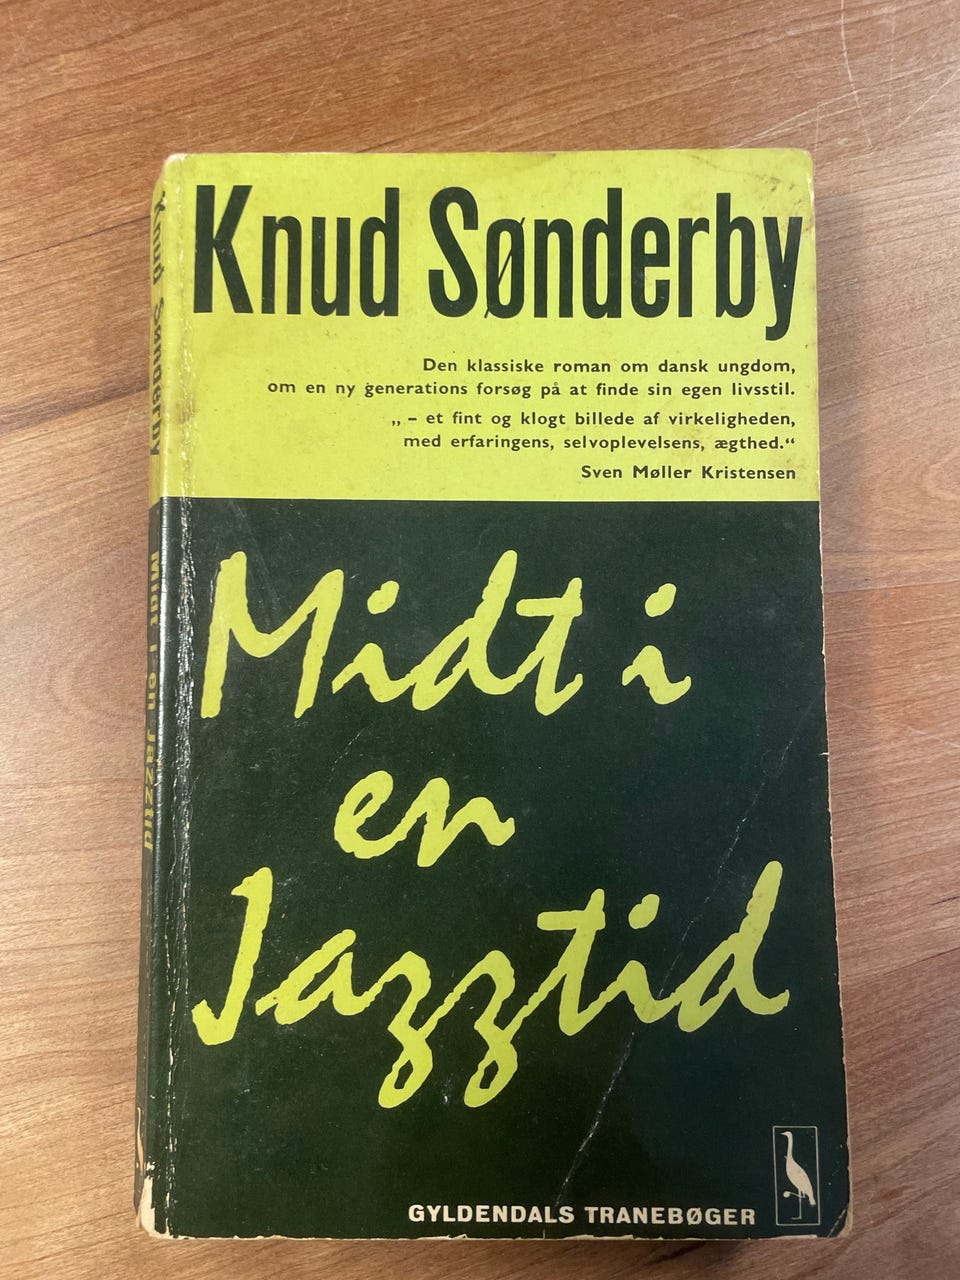 Knud Sønderby
Den klassiske roman om dansk ungdom,
om en ny generations forsøg på at finde sin egen livsstil.
„ – et fint og klogt billede af virkeligheden,
med erfaringens, selvoplevelsens, ægthed.“
Sven Møller Kristensen
Midt i
en
Jazztid
GYLDENDALS TRANEBØGER
Knud Sønderby Midt i en Jazztid